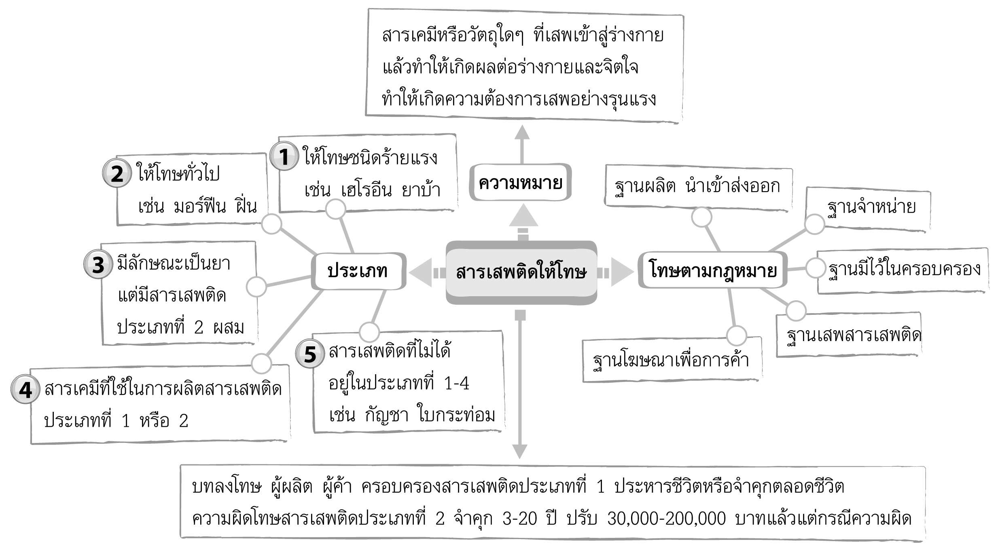 สารเคมีหรือวัตถุใดๆ ที่เสพเข้าสู่ร่างกาย
แล้วทำให้เกิดผลต่อร่างกายและจิตใจ
ทำให้เกิดความต้องการเสพอย่างรุนแรง
ความหมาย
1 ให้โทษชนิดร้ายแรง
เช่น เฮโรอีน ยาบ้า
2 ให้โทษทั่วไป
เช่น มอร์ฟีน ฝิ่น
3 มีลักษณะเป็นยา
แต่มีสารเสพติด
ประเภทที่ 2 ผสม
4 สารเคมีที่ใช้ในการผลิตสารเสพติด
ประเภทที่ 1 หรือ 2
5 สารเสพติดที่ไม่ได้
อยู่ในประเภทที่ 1-4
เช่น กัญชา ใบกระท่อม
ประเภท
สารเสพติดให้โทษ
โทษตามกฎหมาย
ฐานผลิต นำเข้าส่งออก
ฐานจำหน่าย
ฐานมีไว้ในครอบครอง
ฐานเสพสารเสพติด
ฐานโฆษณาเพื่อการค้า
บทลงโทษ ผู้ผลิต ผู้ค้า ครอบครองสารเสพติดประเภทที่ 1 ประหารชีวิตหรือจำคุกตลอดชีวิต
ความผิดโทษสารเสพติดประเภทที่ 2 จำคุก 3-20 ปี ปรับ 30,000-200,000 บาทแล้วแต่กรณีความผิด